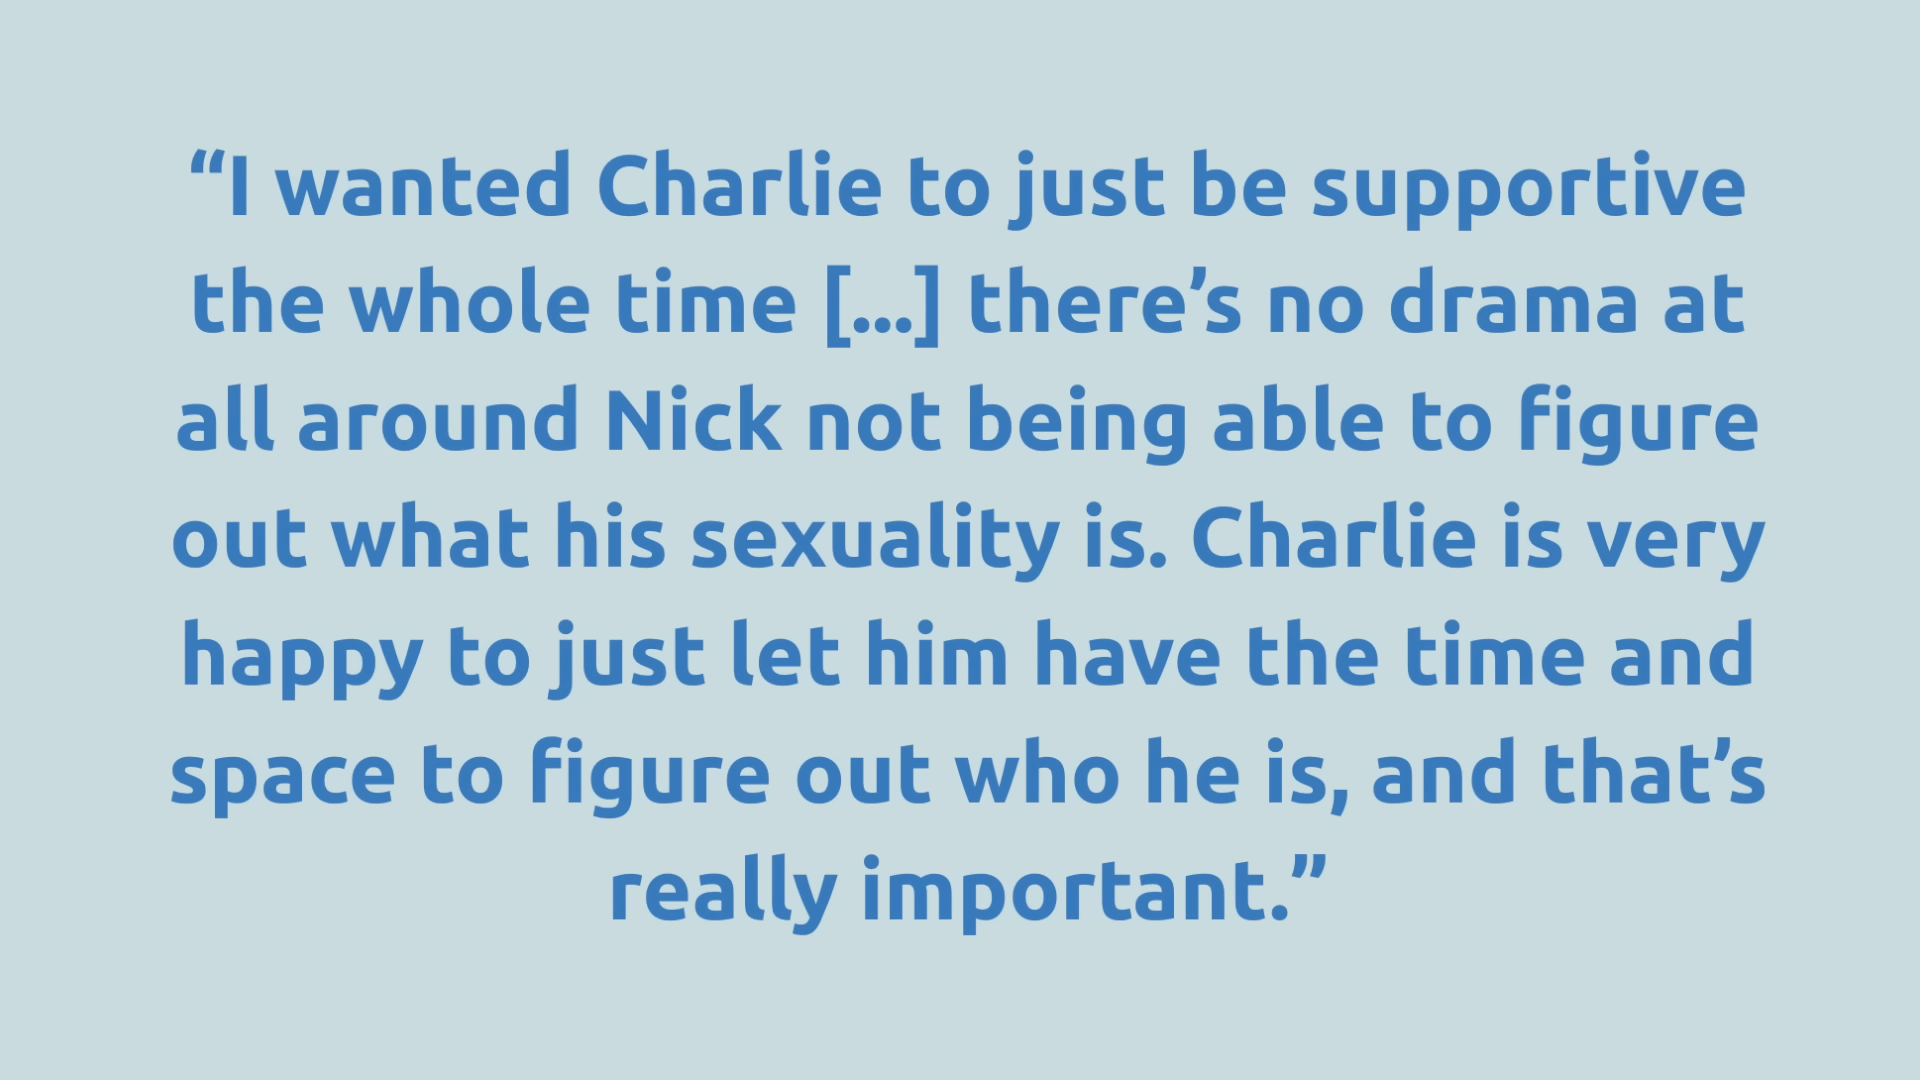 “I wanted Charlie to just be supportive
the whole time [...] there’s no drama at
all around Nick not being able to figure
out what his sexuality is. Charlie is very
happy to just let him have the time and
space to figure out who he is, and that’s
really important.”